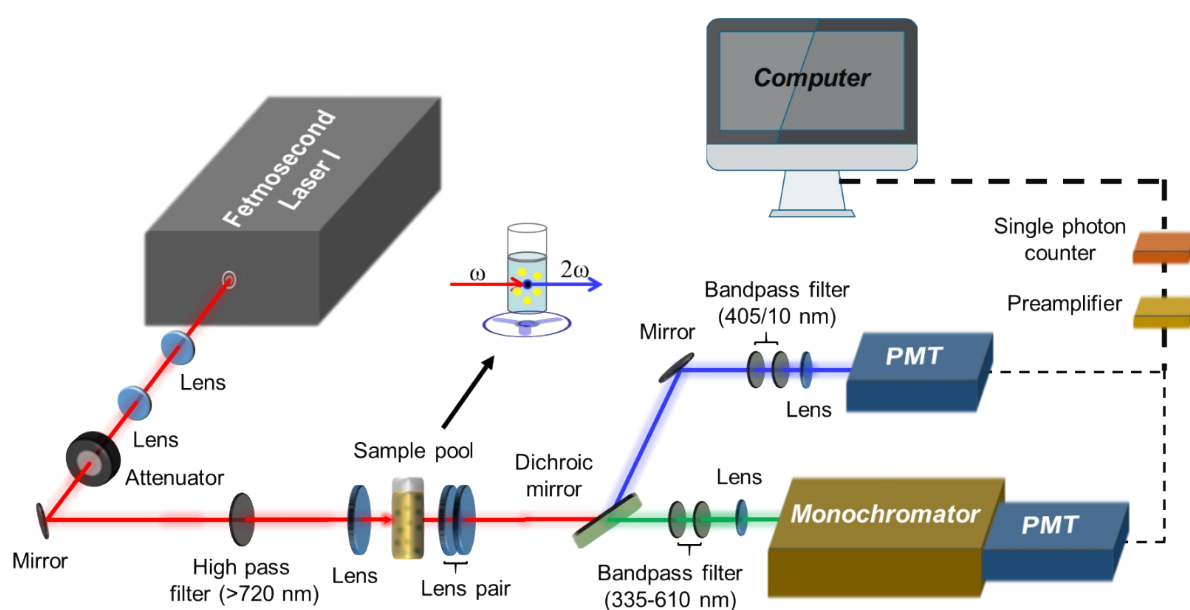 Computer
Fetmosecond
Laser I
Single photon
counter
Preamplifier
ω
2ω
Bandpass filter
(405/10 nm)
Mirror
PMT
Lens
Lens
Lens
Attenuator
Sample pool
Dichroic
mirror
Lens
Monochromator
PMT
Mirror
High pass
filter (>720 nm)
Lens
Lens pair
Bandpass filter
(335-610 nm)